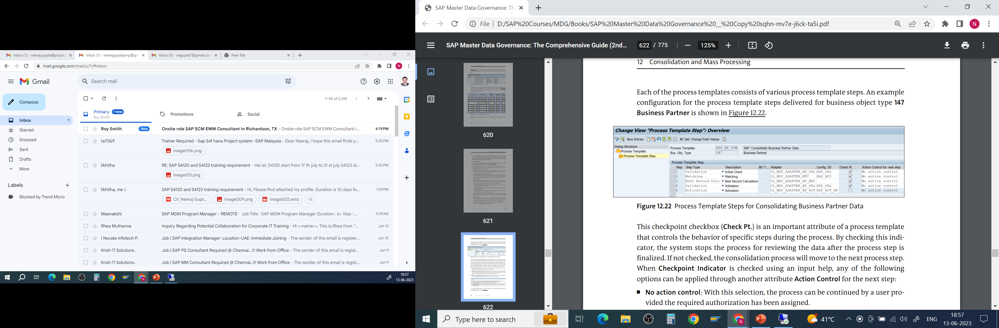 Inbox (1) - neeraj.gupta@prozia
Inbox (1) - neerajguptapmp@gm
Inbox (3) - negupta7@gmail.com
New Tab
mail.google.com/mail/u/1/#inbox
N
Gmail
Search mail
Compose
1–50 of 2,041
Inbox 1
Starred
Snoozed
Sent
Drafts
More
Labels
Blocked by Trend Micro
Primary 1 new
Roy Smith
Promotions
Social
Roy Smith New Onsite role SAP SCM EWM Consultant In Richardson, TX - Onsite role SAP SCM EWM Consultant I... 6:19 PM
ta7069 Trainer Required - Sap S/4 hana Project system -SAP Malaysia - Dear Neeraj, I hope this email finds y... 5:20 PM
image006.png
likhitha RE: SAP S4120 and S4123 training requirement - Hai sir, S4120 start from 17 th july to 21 st july S4123 st... 5:20 PM
image013.png
likhitha, me 2 SAP S4120 and S4123 training requirement - Hi, Please find attached my profile. Duration is 10 days fo... 1:59 PM
PDF CV_Neeraj Gupt... image009.png image002.wmz +2
Meenakshi SAP MDM Program Manager - REMOTE - Job Title : SAP MDM Program Manager Duration : 6+ Visa : ... 3:39 AM
Rhea Muthanna Inquiry Regarding Potential Collaboration for Corporate IT Training - Hi <<name>>, This is Rhea from “... Jun 12
I Novate Infotech P. Job | SAP Integration Manager-Location-UAE-Immediate Joining - The sender of this email is register... Jun 10
Krish IT Solutions . Job | SAP PS Consultant Required @ Chennai...!!! Work from Office - The sender of this email is regist... Jun 9
Krish IT Solutions . Job | SAP MM Consultant Required @ Chennai..!!! Work from Office - The sender of this email is regist... Jun 9
18:57
13-06-2023
SAP Master Data Governance: Th
File D:/SAP%20Courses/MDG/Books/SAP%20Master%20Data%20Governance%20__%20Copy%20sqhn-mv7e-j6ck-ta5i.pdf
N
SAP Master Data Governance: The Comprehensive Guide (2nd... 622 / 775 125%
620
621
622
12 Consolidation and Mass Processing
Each of the process templates consists of various process template steps. An example
configuration for the process template steps delivered for business object type 147
Business Partner is shown in Figure 12.22.
Change View "Process Template Step": Overview
New Entries BC Set: Change Field Values
Dialog Structure
Process Template
Process Template Step
Process Template SAP_BP_CON SAP: Consolidate Business Partner Data
Bus. Obj. Type 147 Business Partner
Process Template Step
Step Step Type Description BO T... Adapter Config. ID Check Pt. Action Control for next step
1 Validation Initial Check CL_MDC_ADAPTER_BP_VAL SAP_VAL No action control
2 Matching Matching CL_MDC_ADAPTER_MTC SAP_BP1 No action control
3 Best Record Calc. Best Record Calculation CL_MDC_ADAPTER_BP_BRC No action control
4 Validation Validation CL_MDC_ADAPTER_BP_VAL SAP_VAL No action control
5 Activation Activation CL_MDC_ADAPTER_BP_ACT SAP_ACT_BP No action control
Figure 12.22 Process Template Steps for Consolidating Business Partner Data
This checkpoint checkbox (Check Pt.) is an important attribute of a process template
that controls the behavior of specific steps during the process. By checking this indi-
cator, the system stops the process for reviewing the data after the process step is
finalized. If not checked, the consolidation process will move to the next process step.
When Checkpoint Indicator is checked using an input help, any of the following
options can be applied through another attribute Action Control for the next step:
■ No action control: With this selection, the process can be continued by a user pro-
vided the required authorization has been assigned.
Type here to search
41°C
ENG
18:57
13-06-2023